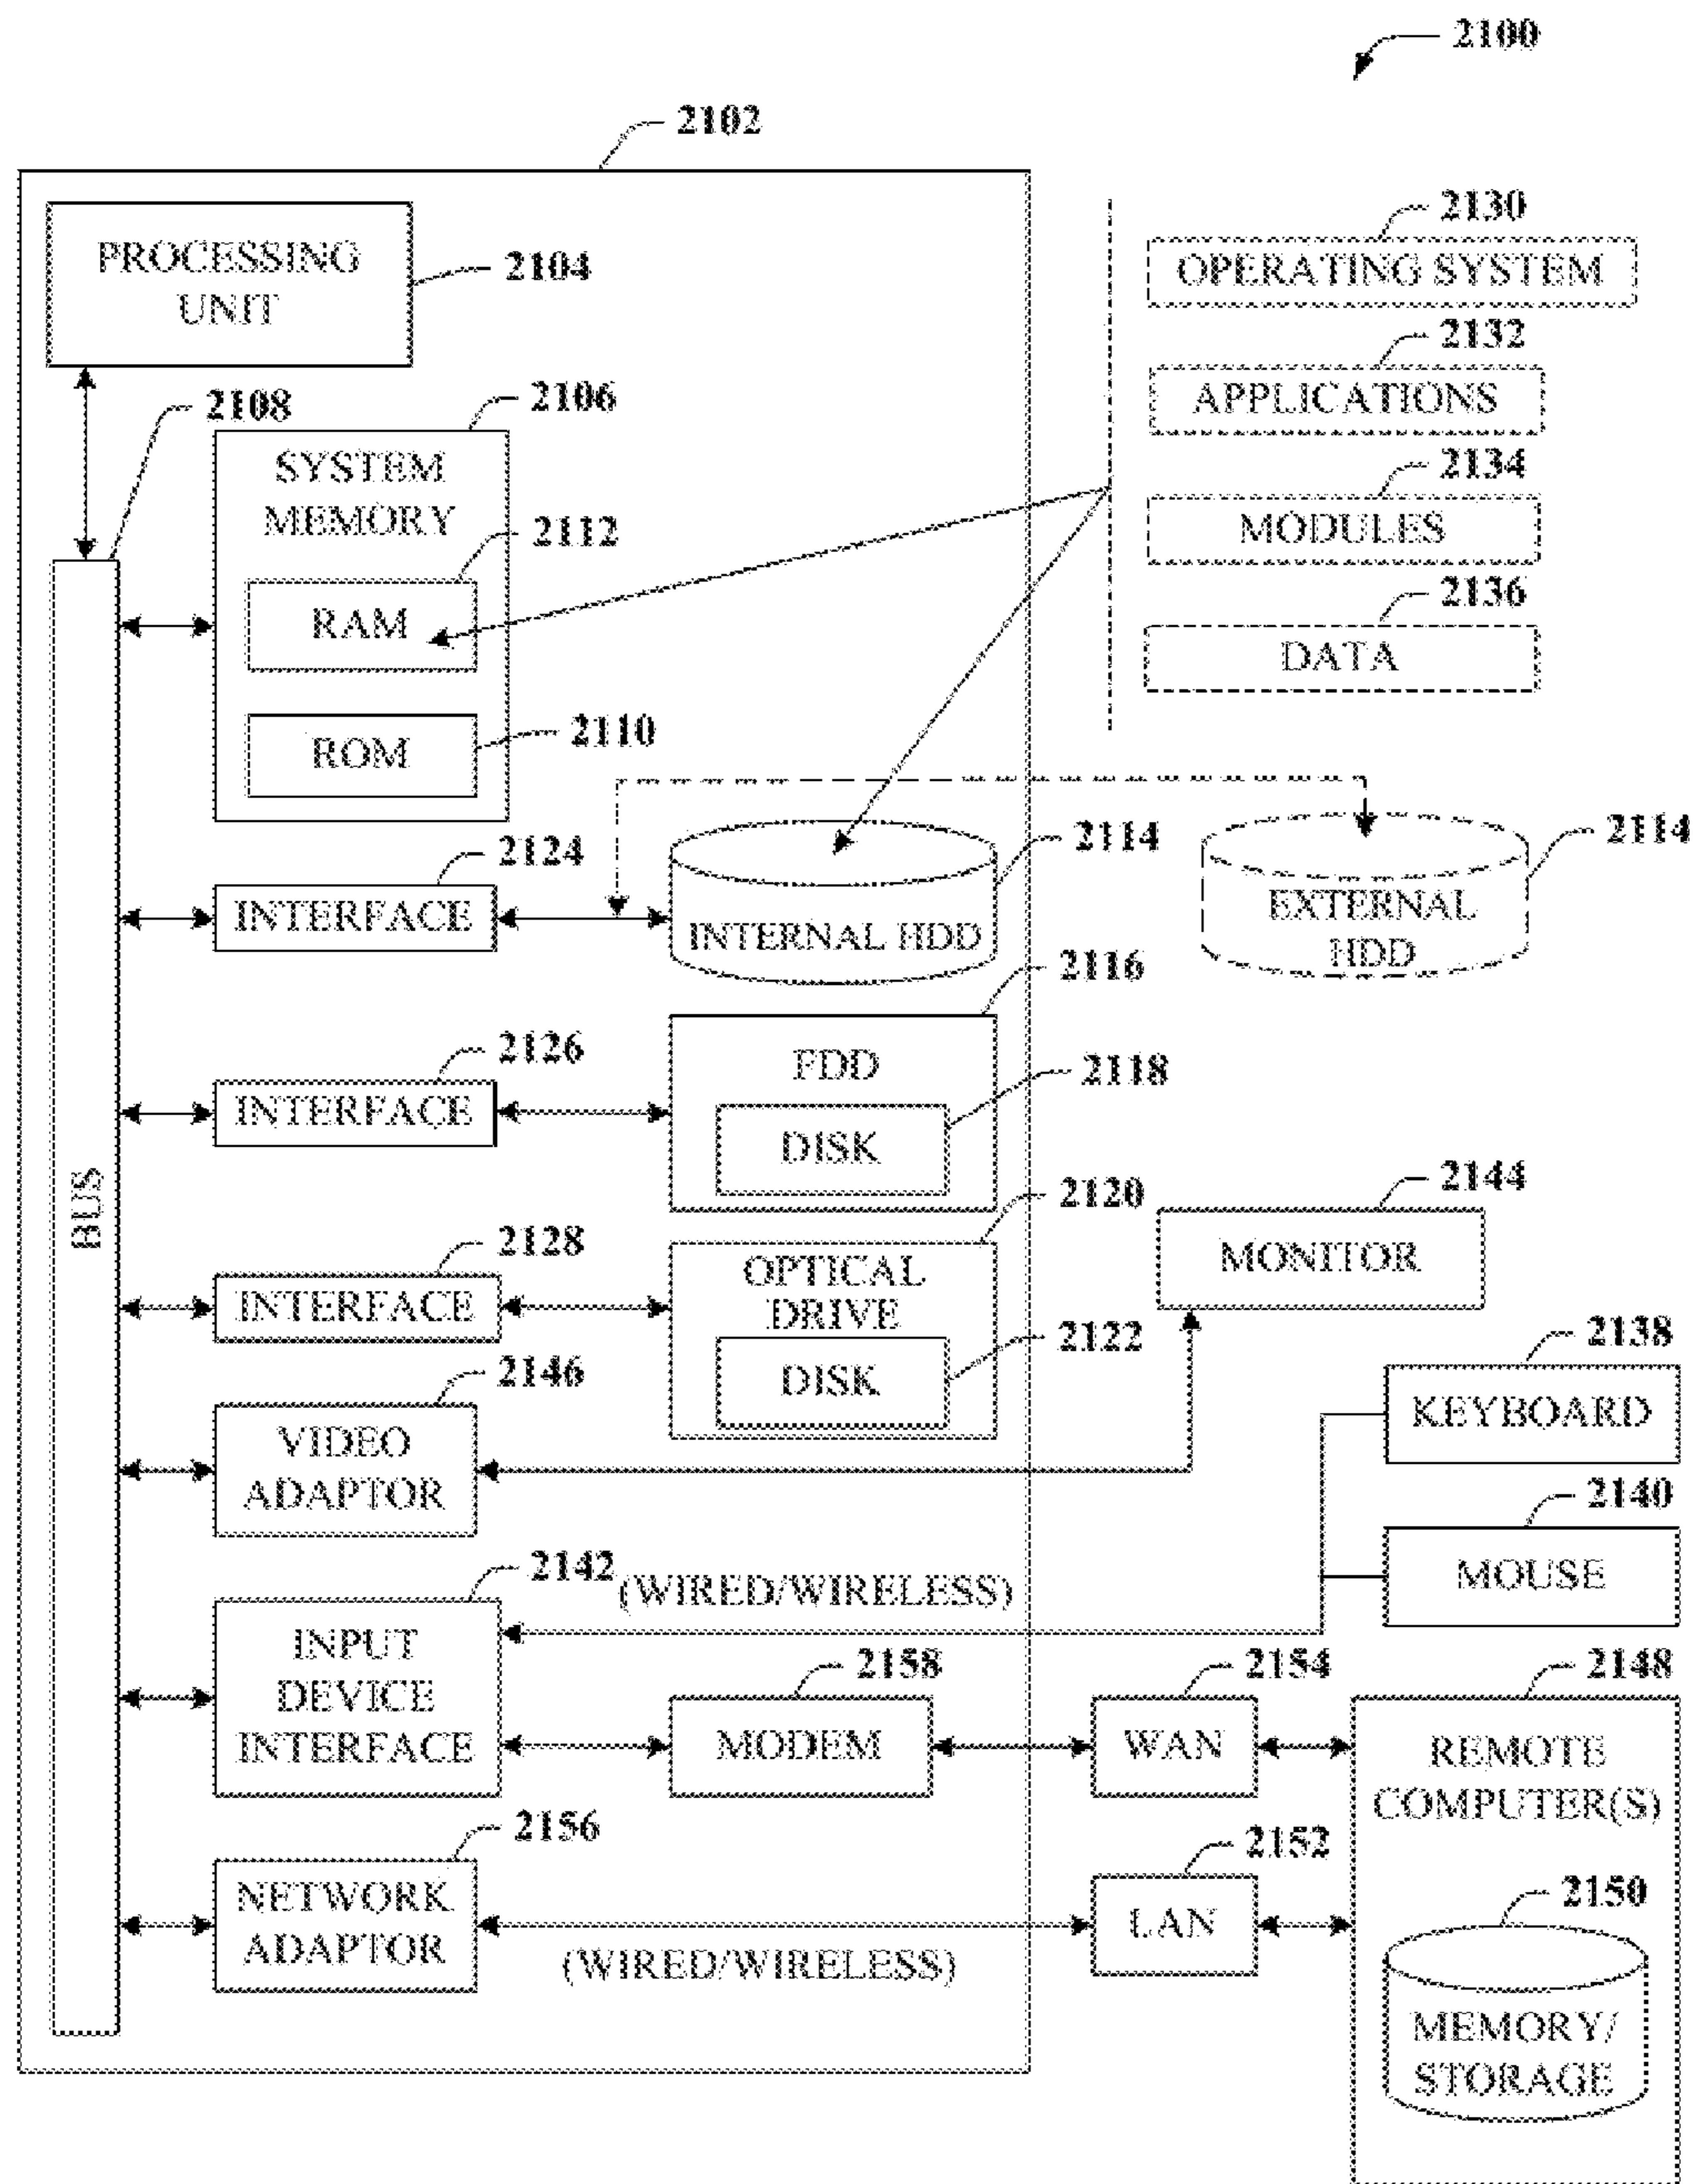 2100
2102
PROCESSING
UNIT
2104
2130
OPERATING SYSTEM
2132
APPLICATIONS
2134
MODULES
2136
DATA
2108
2106
SYSTEM
MEMORY
2112
RAM
2110
ROM
2124
INTERFACE
2114
INTERNAL HDD
2114
EXTERNAL
HDD
2126
INTERFACE
2116
FDD
2118
DISK
BUS
2128
INTERFACE
2120
OPTICAL
DRIVE
2122
DISK
2144
MONITOR
2138
KEYBOARD
2146
VIDEO
ADAPTOR
2140
MOUSE
2142
(WIRED/WIRELESS)
INPUT
DEVICE
INTERFACE
2158
MODEM
2154
WAN
2148
REMOTE
COMPUTER(S)
2156
NETWORK
ADAPTOR
(WIRED/WIRELESS)
2152
LAN
2150
MEMORY/
STORAGE